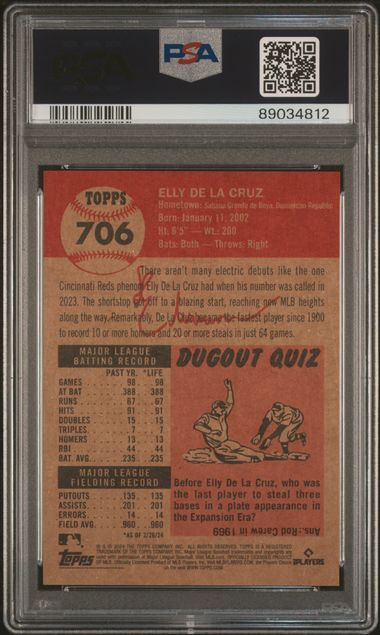 PSA
89034812
TOPPS
706
ELLY DE LA CRUZ
Hometown: Sabana Grande de Boya, Dominican Republic
Born: January 11, 2002
Ht: 6'5" — Wt.: 200
Bats: Both — Throws: Right
There aren't many electric debuts like the one
Cincinnati Reds phenom Elly De La Cruz had when his number was called in
2023. The shortstop got off to a blazing start, reaching new MLB heights
along the way. Remarkably, De La Cruz became the fastest player since 1900
to record 10 or more homers and 20 or more steals in just 64 games.
MAJOR LEAGUE
BATTING RECORD
PAST YR. *LIFE
GAMES 98 98
AT BAT 388 388
RUNS 67 67
HITS 91 91
DOUBLES 15 15
TRIPLES 7 7
HOMERS 13 13
RBI 44 44
BAT. AVG. .235 .235
MAJOR LEAGUE
FIELDING RECORD
PUTOUTS 135 135
ASSISTS 201 201
ERRORS 14 14
FIELD AVG. .960 .960
*AS OF 3/28/24
DUGOUT QUIZ
Before Elly De La Cruz, who was
the last player to steal three
bases in a plate appearance in
the Expansion Era?
Ans.: Rod Carew in 1969
Topps
PLAYERS